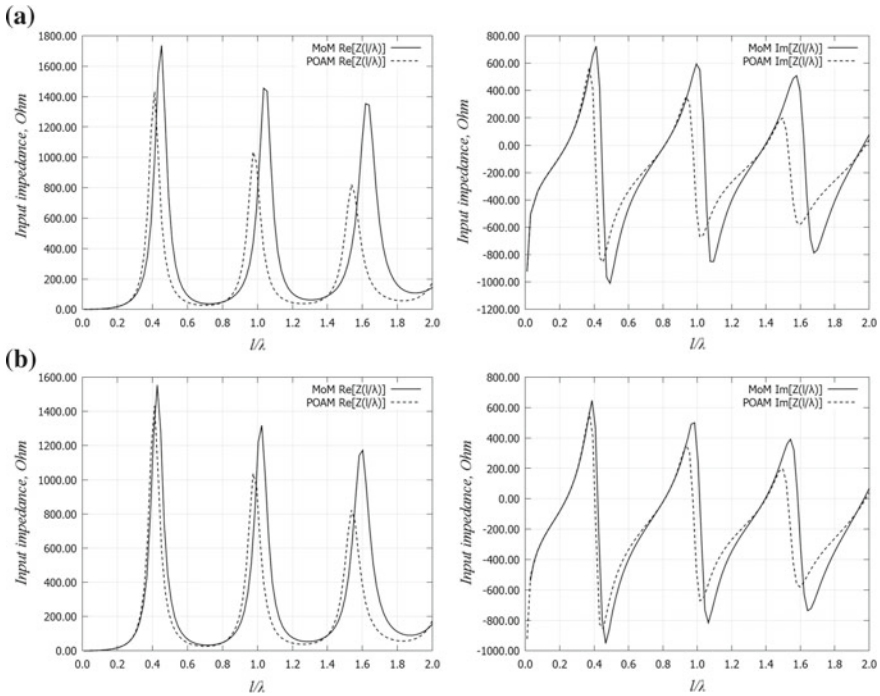 (a)
1800.00
1600.00
1400.00
1200.00
1000.00
800.00
600.00
400.00
200.00
0.00
Input impedance, Ohm
MoM Re[Z(l/λ)]
POAM Re[Z(l/λ)]
0.0 0.2 0.4 0.6 0.8 1.0 1.2 1.4 1.6 1.8 2.0
l/λ
800.00
600.00
400.00
200.00
0.00
-200.00
-400.00
-600.00
-800.00
-1000.00
-1200.00
Input impedance, Ohm
MoM Im[Z(l/λ)]
POAM Im[Z(l/λ)]
0.0 0.2 0.4 0.6 0.8 1.0 1.2 1.4 1.6 1.8 2.0
l/λ
(b)
1600.00
1400.00
1200.00
1000.00
800.00
600.00
400.00
200.00
0.00
Input impedance, Ohm
MoM Re[Z(l/λ)]
POAM Re[Z(l/λ)]
0.0 0.2 0.4 0.6 0.8 1.0 1.2 1.4 1.6 1.8 2.0
l/λ
800.00
600.00
400.00
200.00
0.00
-200.00
-400.00
-600.00
-800.00
-1000.00
Input impedance, Ohm
MoM Im[Z(l/λ)]
POAM Im[Z(l/λ)]
0.0 0.2 0.4 0.6 0.8 1.0 1.2 1.4 1.6 1.8 2.0
l/λ